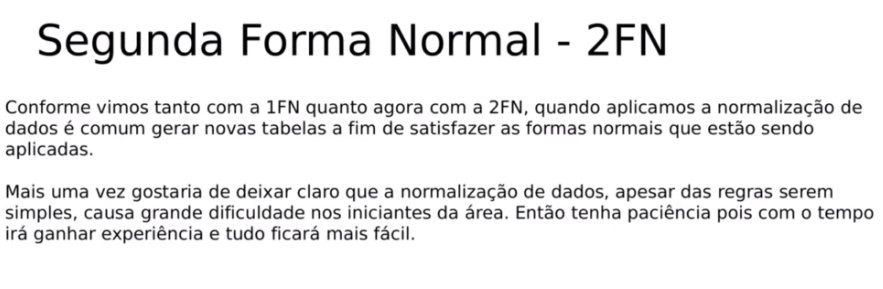 Segunda Forma Normal - 2FN
Conforme vimos tanto com a 1FN quanto agora com a 2FN, quando aplicamos a normalização de
dados é comum gerar novas tabelas a fim de satisfazer as formas normais que estão sendo
aplicadas.
Mais uma vez gostaria de deixar claro que a normalização de dados, apesar das regras serem
simples, causa grande dificuldade nos iniciantes da área. Então tenha paciência pois com o tempo
irá ganhar experiência e tudo ficará mais fácil.